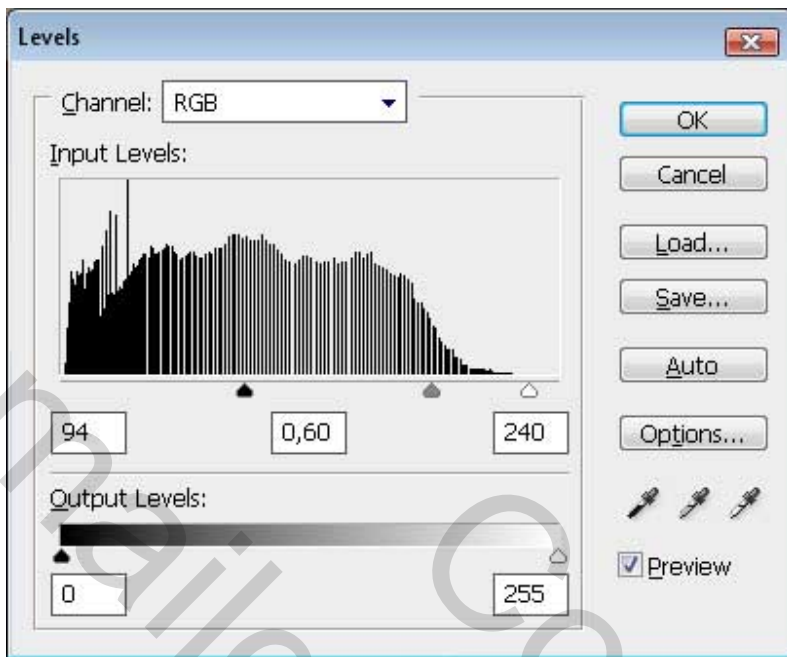 Levels
Channel: RGB
Input Levels:
94 0,60 240
Output Levels:
0 255
OK
Cancel
Load...
Save...
Auto
Options...
Preview